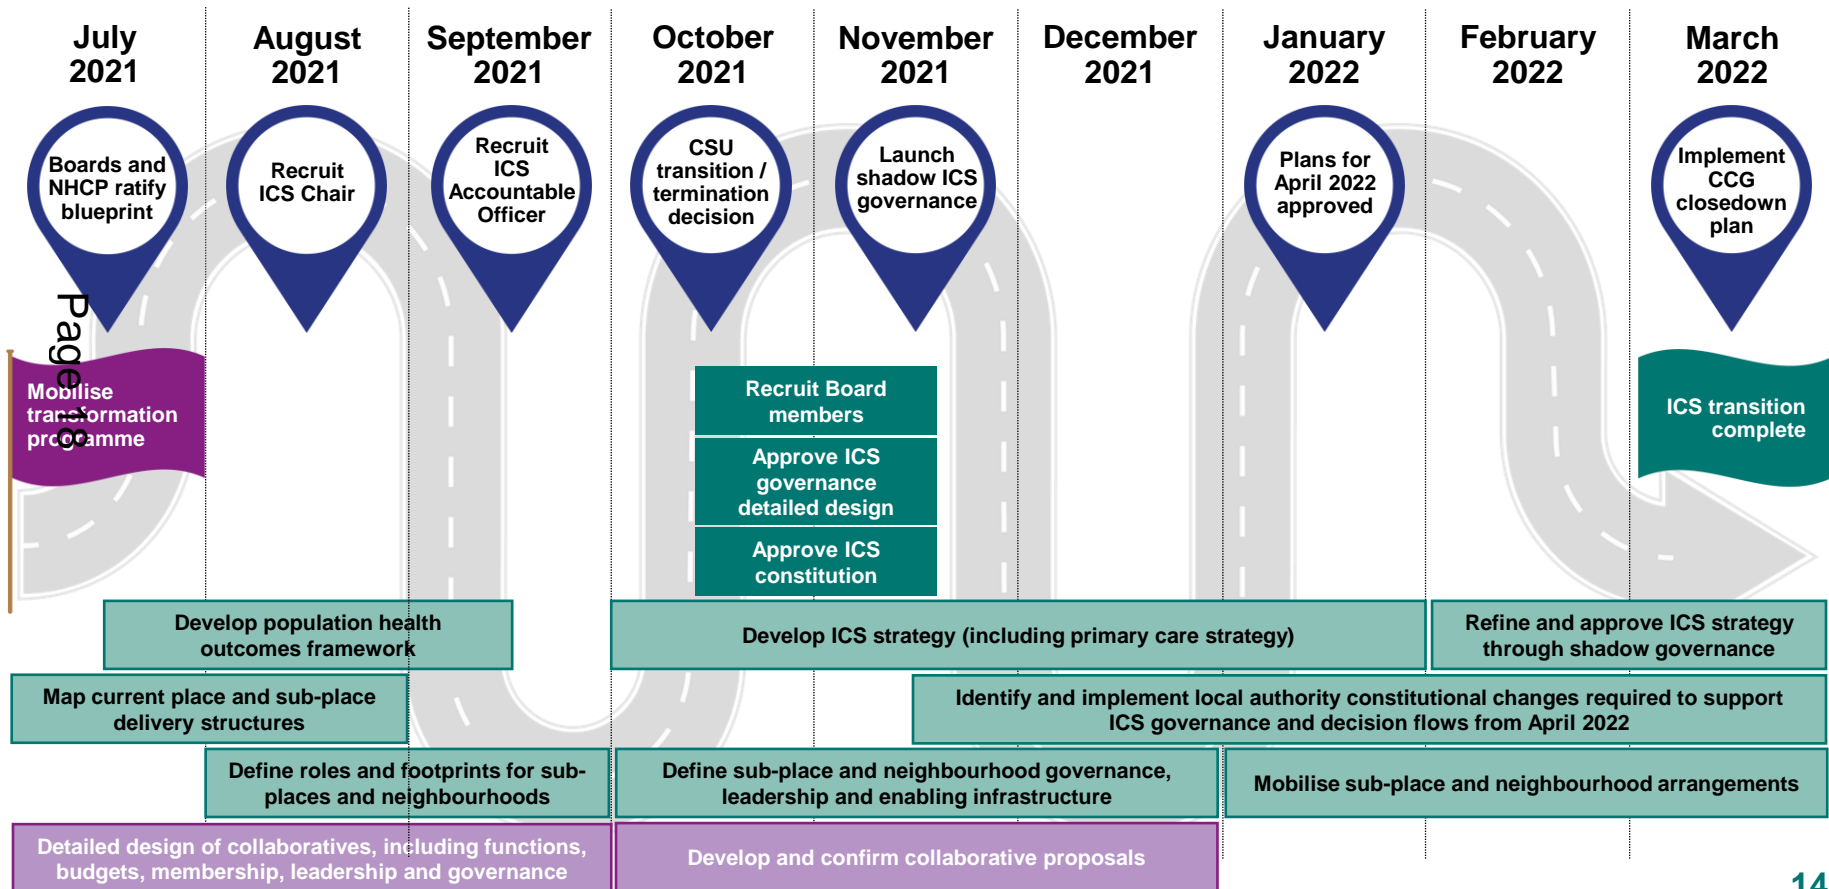 July
2021
August
2021
September
2021
October
2021
November
2021
December
2021
January
2022
February
2022
March
2022
Boards and
NHCP ratify
blueprint
Recruit
ICS Chair
Recruit
ICS
Accountable
Officer
CSU
transition /
termination
decision
Launch
shadow ICS
governance
Plans for
April 2022
approved
Implement
CCG
closedown
plan
Page 18
Mobilise
transformation
programme
Recruit Board
members
Approve ICS
governance
detailed design
Approve ICS
constitution
ICS transition
complete
Develop population health
outcomes framework
Develop ICS strategy (including primary care strategy)
Refine and approve ICS strategy
through shadow governance
Map current place and sub-place
delivery structures
Identify and implement local authority constitutional changes required to support
ICS governance and decision flows from April 2022
Define roles and footprints for sub-
places and neighbourhoods
Define sub-place and neighbourhood governance,
leadership and enabling infrastructure
Mobilise sub-place and neighbourhood arrangements
Detailed design of collaboratives, including functions,
budgets, membership, leadership and governance
Develop and confirm collaborative proposals
14